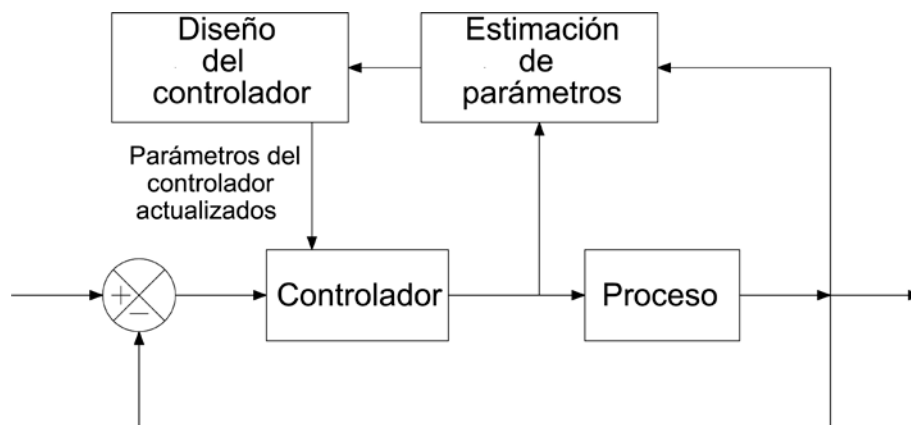 Diseño
del
controlador
Estimación
de
parámetros
Parámetros del
controlador
actualizados
+
−
Controlador
Proceso